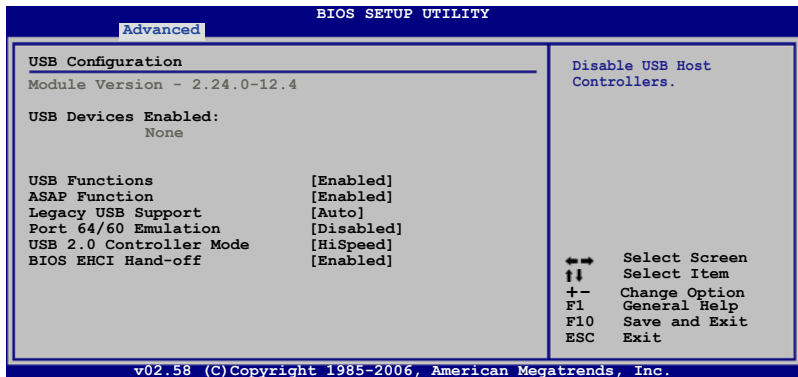 BIOS SETUP UTILITY
Advanced
USB Configuration
Module Version - 2.24.0-12.4
USB Devices Enabled:
None
USB Functions [Enabled]
ASAP Function [Enabled]
Legacy USB Support [Auto]
Port 64/60 Emulation [Disabled]
USB 2.0 Controller Mode [HiSpeed]
BIOS EHCI Hand-off [Enabled]
Disable USB Host
Controllers.
←→ Select Screen
↑↓ Select Item
+- Change Option
F1 General Help
F10 Save and Exit
ESC Exit
v02.58 (C)Copyright 1985-2006, American Megatrends, Inc.